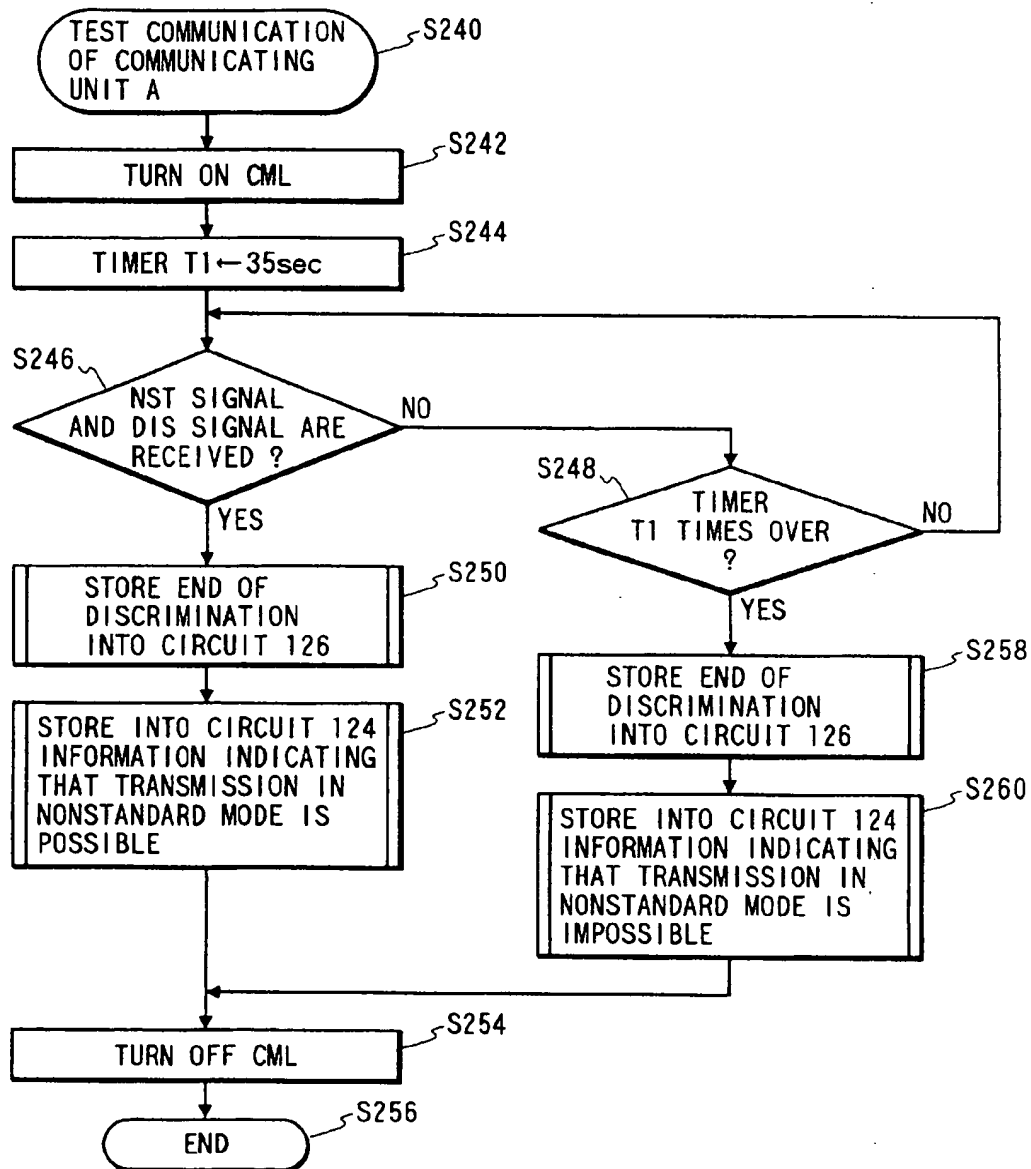 TEST COMMUNICATION
OF COMMUNICATING
UNIT A
S240
S242
TURN ON CML
S244
TIMER T1←35sec
S246
NST SIGNAL
AND DIS SIGNAL ARE
RECEIVED ?
NO
YES
S248
TIMER
T1 TIMES OVER
?
NO
YES
S250
STORE END OF
DISCRIMINATION
INTO CIRCUIT 126
S258
STORE END OF
DISCRIMINATION
INTO CIRCUIT 126
S252
STORE INTO CIRCUIT 124
INFORMATION INDICATING
THAT TRANSMISSION IN
NONSTANDARD MODE IS
POSSIBLE
S260
STORE INTO CIRCUIT 124
INFORMATION INDICATING
THAT TRANSMISSION IN
NONSTANDARD MODE IS
IMPOSSIBLE
S254
TURN OFF CML
S256
END